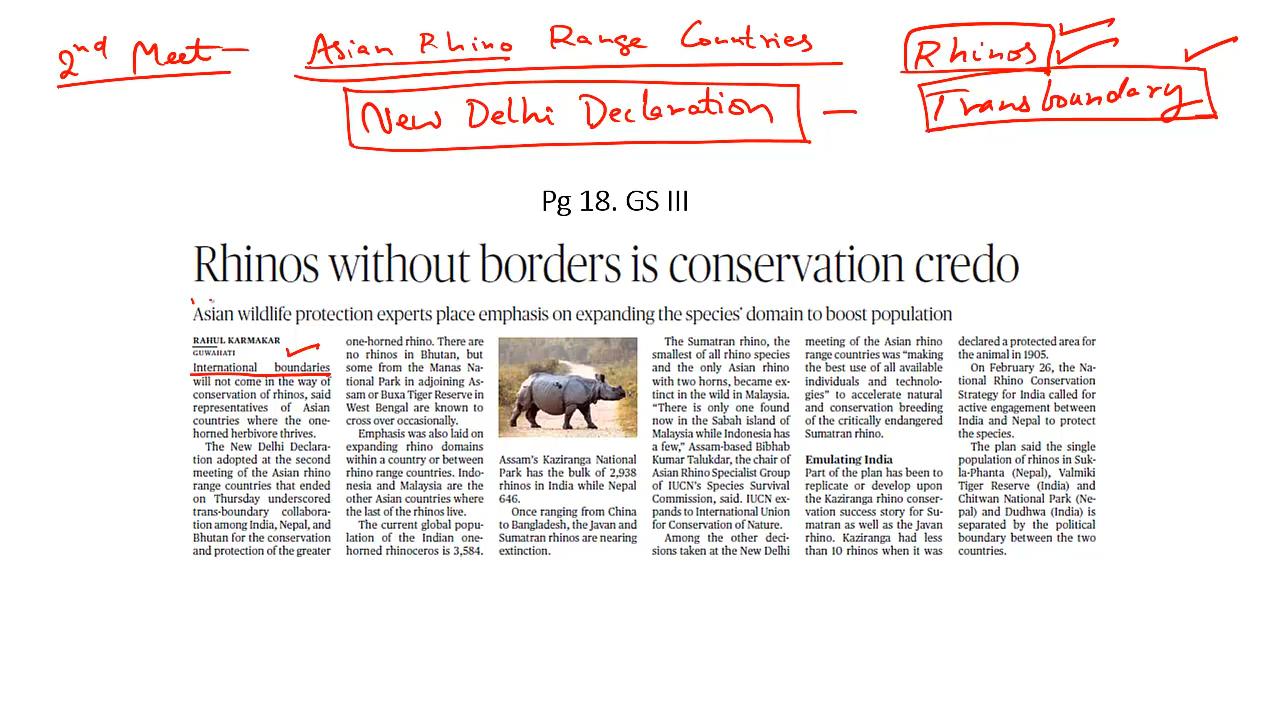 2nd Meet - Asian Rhino Range Countries
Rhinos
New Delhi Declaration - Transboundary
Pg 18. GS III
Rhinos without borders is conservation credo
Asian wildlife protection experts place emphasis on expanding the species' domain to boost population
RAHUL KARMAKAR
GUWAHATI
International boundaries
will not come in the way of
conservation of rhinos, said
representatives of Asian
countries where the one-
horned herbivore thrives.
The New Delhi Declara-
tion adopted at the second
meeting of the Asian rhino
range countries that ended
on Thursday underscored
trans-boundary collabora-
tion among India, Nepal, and
Bhutan for the conservation
and protection of the greater
one-horned rhino. There are
no rhinos in Bhutan, but
some from the Manas Na-
tional Park in adjoining As-
sam or Buxa Tiger Reserve in
West Bengal are known to
cross over occasionally.
Emphasis was also laid on
expanding rhino domains
within a country or between
rhino range countries. Indo-
nesia and Malaysia are the
other Asian countries where
the last of the rhinos live.
The current global popu-
lation of the Indian one-
horned rhinoceros is 3,584.
Assam's Kaziranga National
Park has the bulk of 2,938
rhinos in India while Nepal
646.
Once ranging from China
to Bangladesh, the Javan and
Sumatran rhinos are nearing
extinction.
The Sumatran rhino, the
smallest of all rhino species
and the only Asian rhino
with two horns, became ex-
tinct in the wild in Malaysia.
"There is only one found
now in the Sabah island of
Malaysia while Indonesia has
a few," Assam-based Bibhab
Kumar Talukdar, the chair of
Asian Rhino Specialist Group
of IUCN's Species Survival
Commission, said. IUCN ex-
pands to International Union
for Conservation of Nature.
Among the other deci-
sions taken at the New Delhi
meeting of the Asian rhino
range countries was "making
the best use of all available
individuals and technolo-
gies" to accelerate natural
and conservation breeding
of the critically endangered
Sumatran rhino.
Emulating India
Part of the plan has been to
replicate or develop upon
the Kaziranga rhino conser-
vation success story for Su-
matran as well as the Javan
rhino. Kaziranga had less
than 10 rhinos when it was
declared a protected area for
the animal in 1905.
On February 26, the Na-
tional Rhino Conservation
Strategy for India called for
active engagement between
India and Nepal to protect
the species.
The plan said the single
population of rhinos in Suk-
la-Phanta (Nepal), Valmiki
Tiger Reserve (India) and
Chitwan National Park (Ne-
pal) and Dudhwa (India) is
separated by the political
boundary between the two
countries.